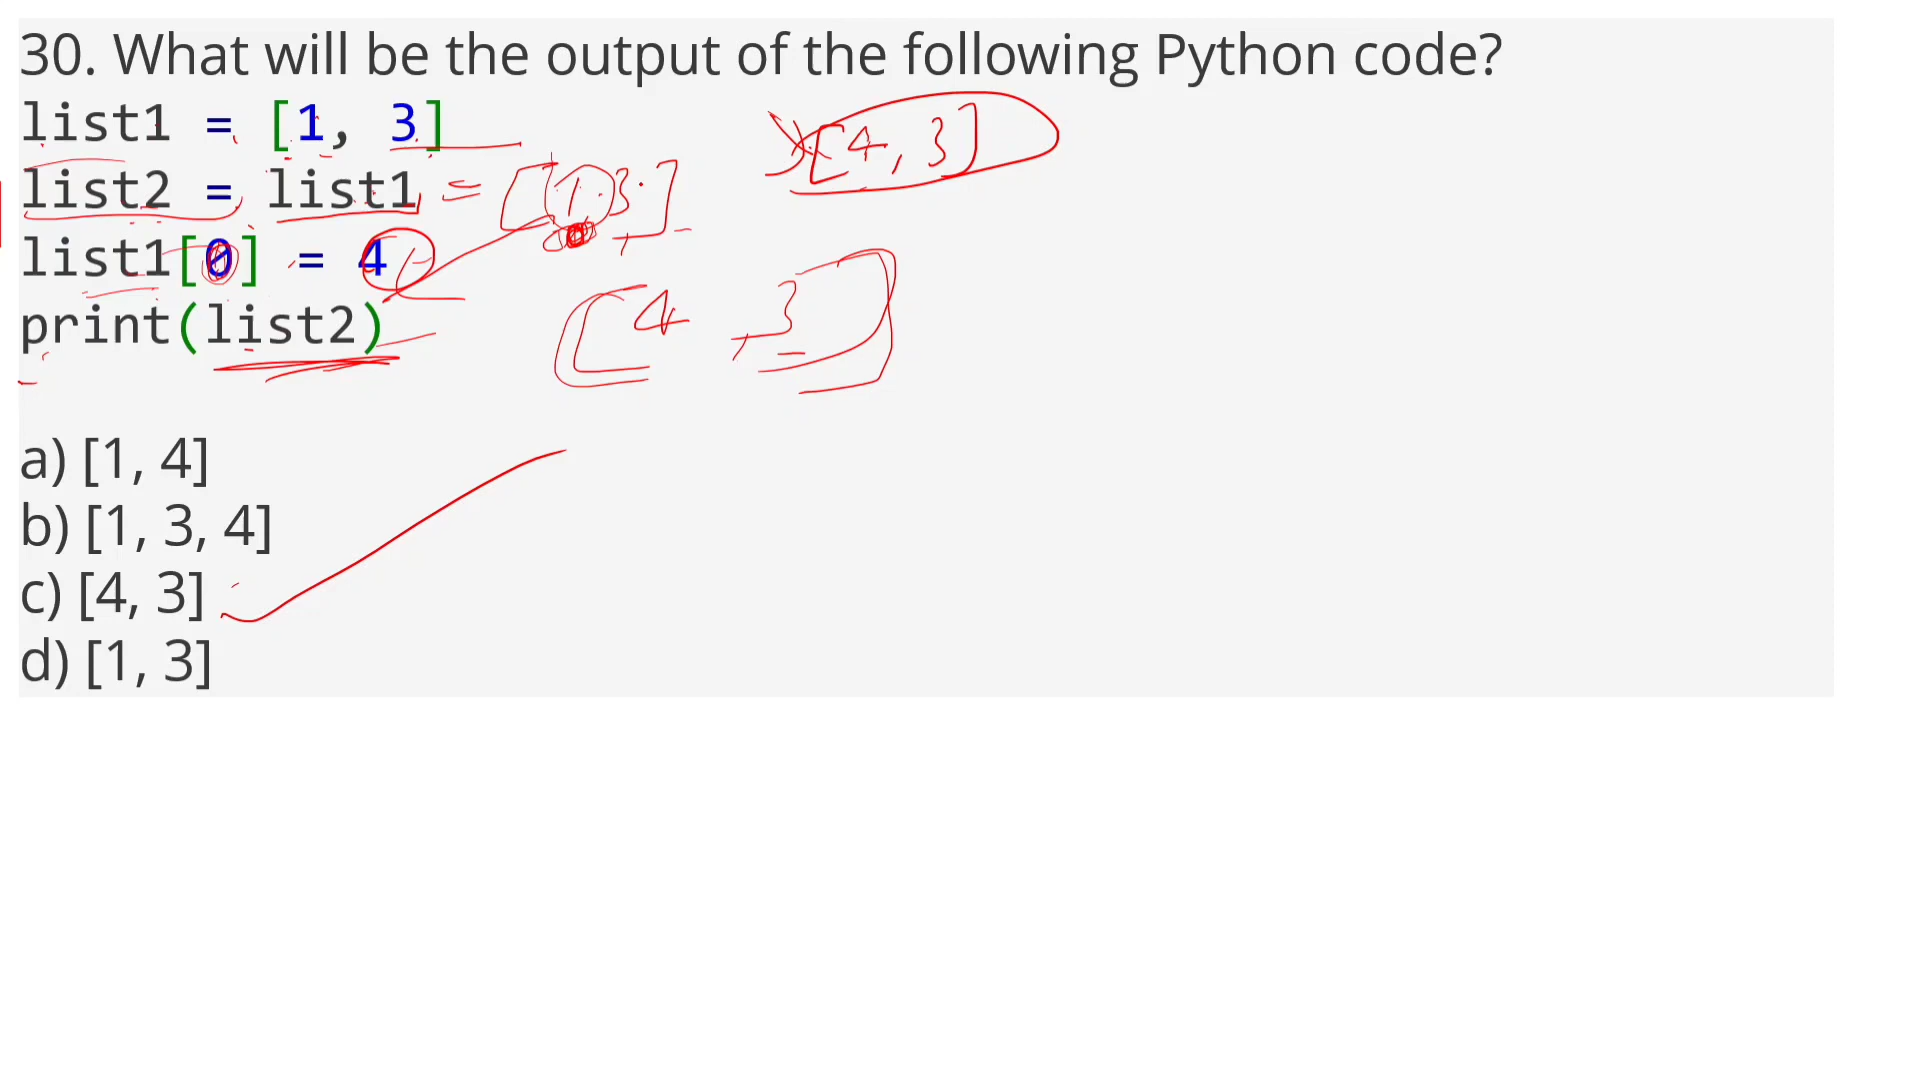 30. What will be the output of the following Python code?
list1 = [1, 3]
[4, 3]
list2 = list1 = [1 3]
list1[0] = 4
[4 , 3]
print(list2)
a) [1, 4]
b) [1, 3, 4]
c) [4, 3]
d) [1, 3]